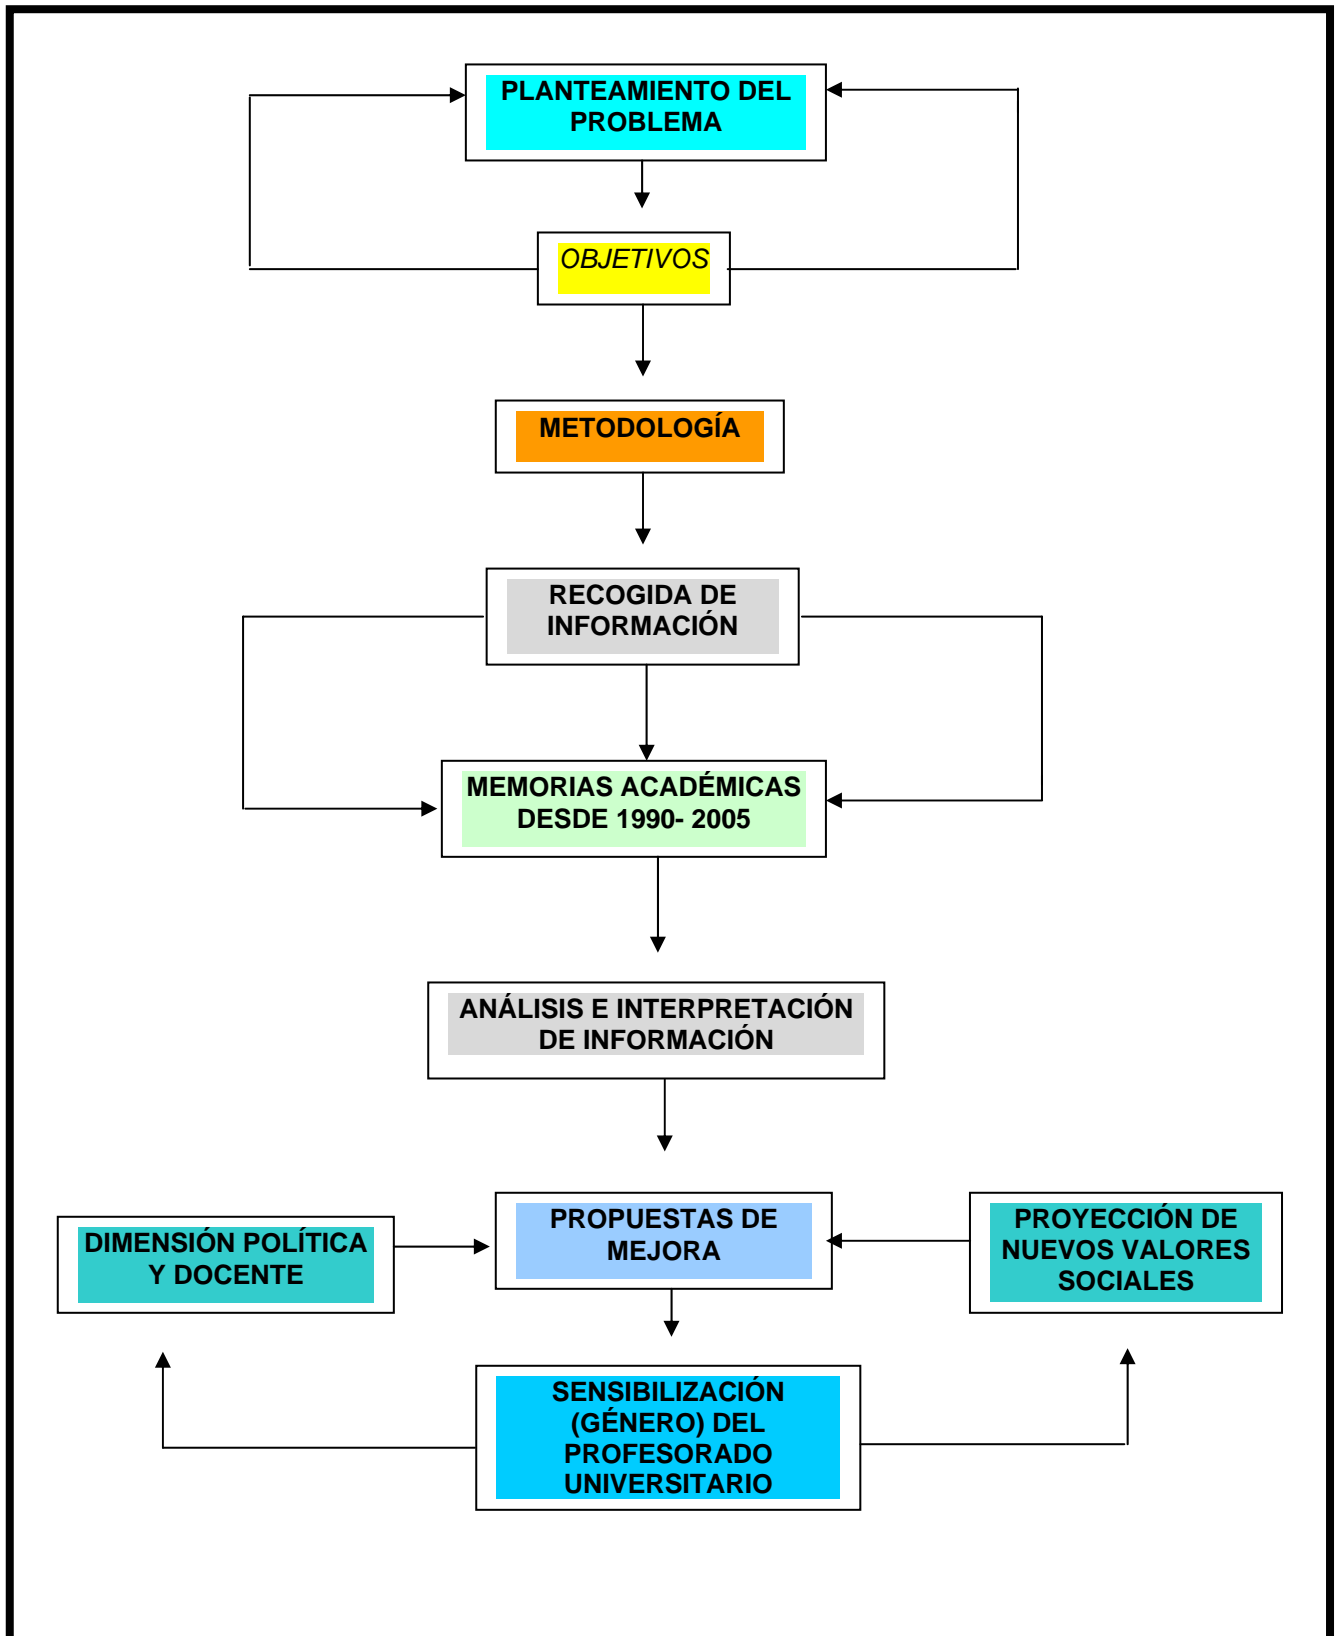 PLANTEAMIENTO DEL
PROBLEMA
OBJETIVOS
METODOLOGÍA
RECOGIDA DE
INFORMACIÓN
MEMORIAS ACADÉMICAS
DESDE 1990- 2005
ANÁLISIS E INTERPRETACIÓN
DE INFORMACIÓN
DIMENSIÓN POLÍTICA
Y DOCENTE
PROPUESTAS DE
MEJORA
PROYECCIÓN DE
NUEVOS VALORES
SOCIALES
SENSIBILIZACIÓN
(GÉNERO) DEL
PROFESORADO
UNIVERSITARIO